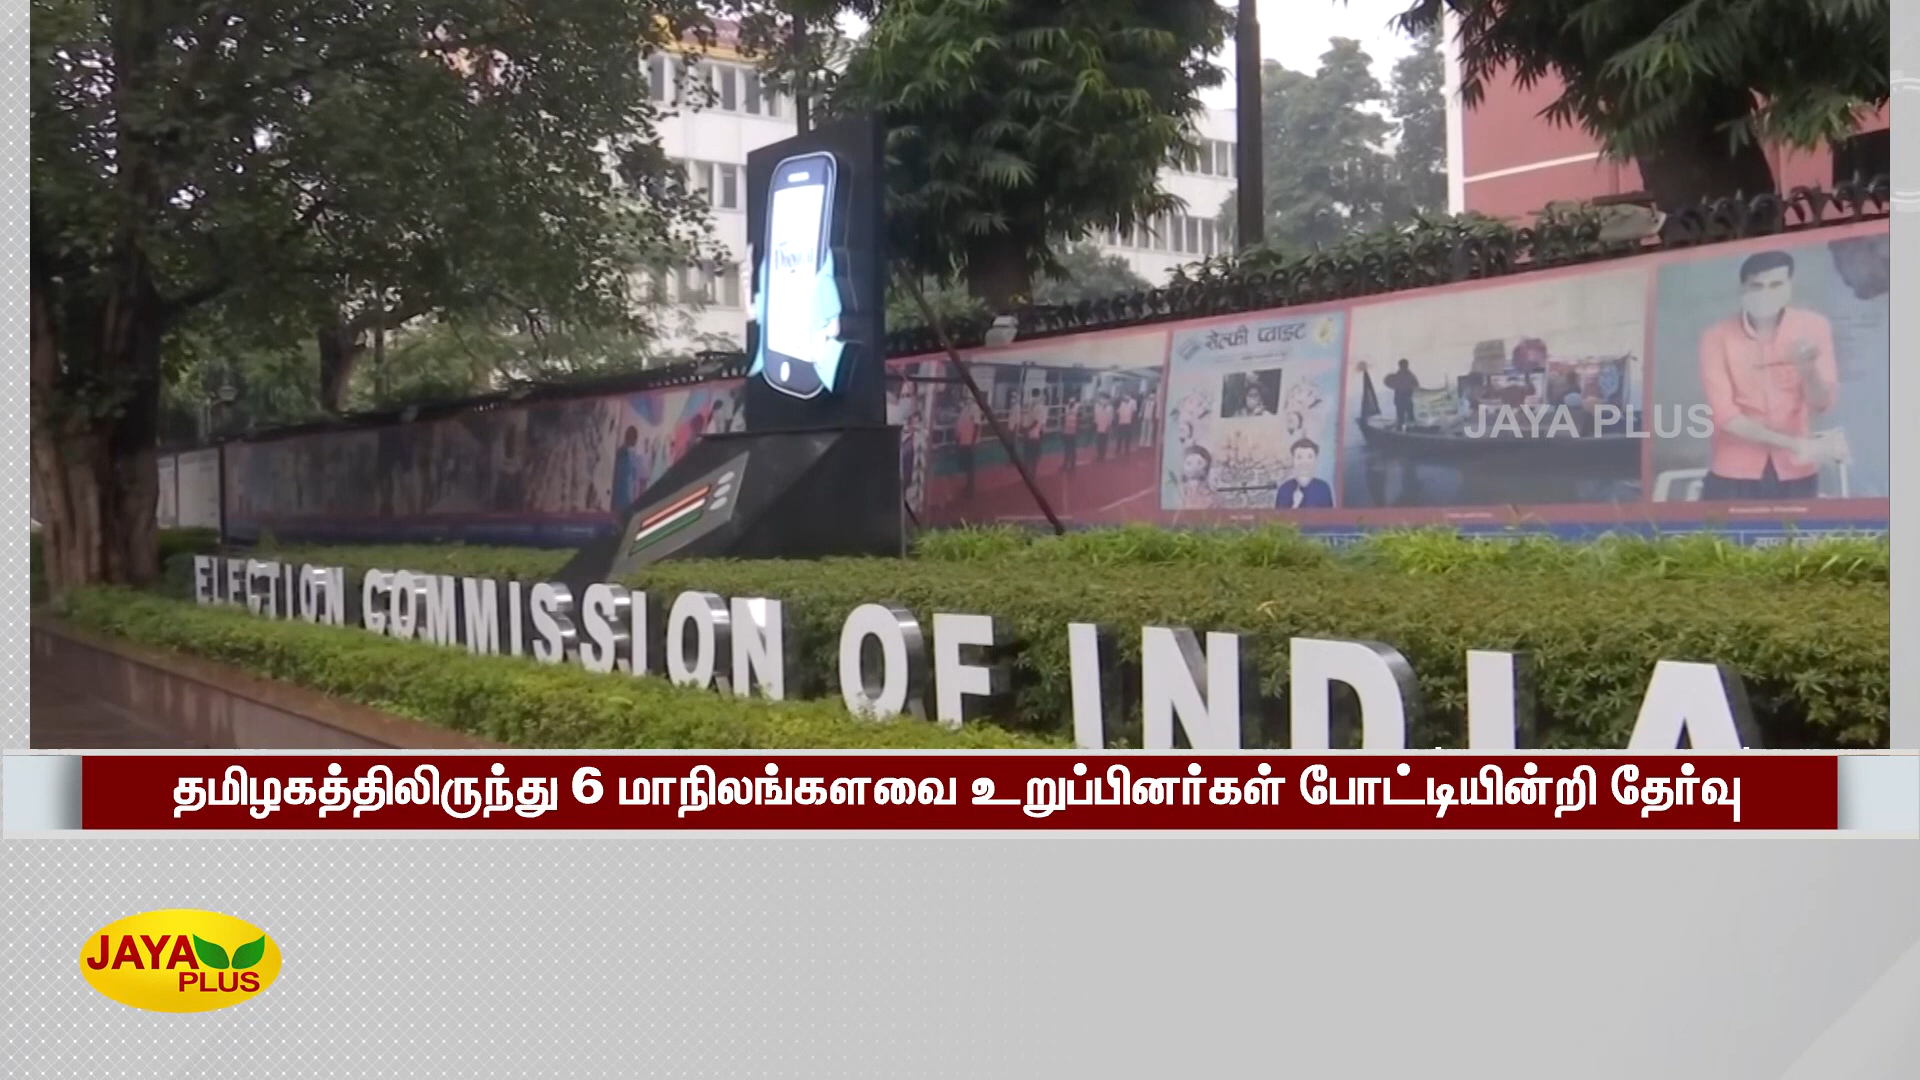 सेल्फी प्वाइंट
JAYA PLUS
ELECTION COMMISSION OF INDIA
தமிழகத்திலிருந்து 6 மாநிலங்களவை உறுப்பினர்கள் போட்டியின்றி தேர்வு
JAYA
PLUS